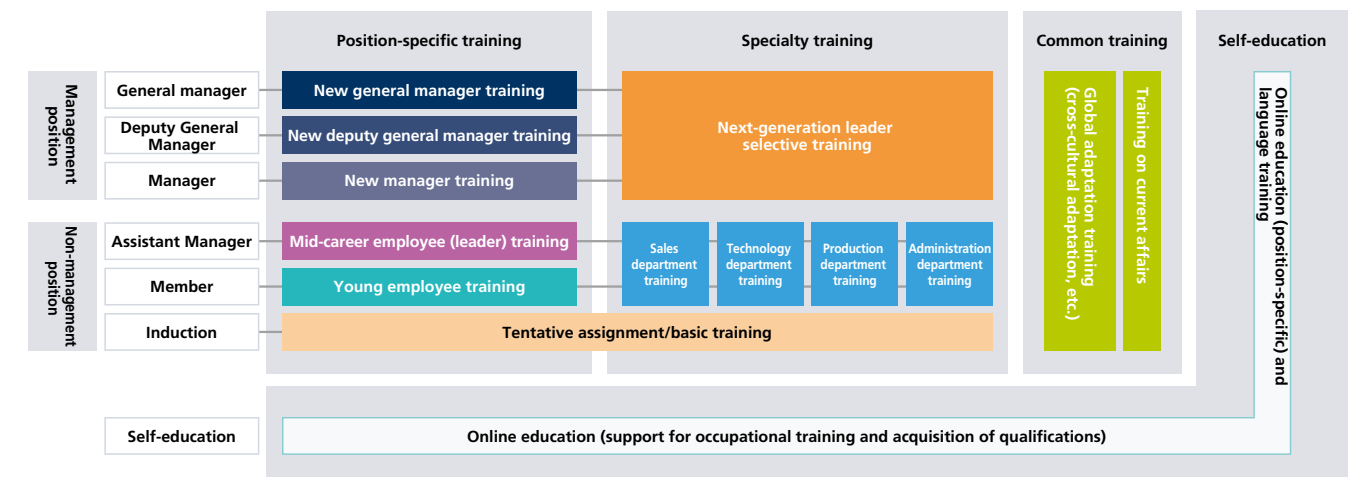 Position-specific training
Specialty training
Common training
Self-education
Management
position
General manager
New general manager training
Deputy General
Manager
New deputy general manager training
Manager
New manager training
Next-generation leader
selective training
Non-management
position
Assistant Manager
Mid-career employee (leader) training
Member
Young employee training
Sales
department
training
Technology
department
training
Production
department
training
Administration
department
training
Induction
Tentative assignment/basic training
Global adaptation training
(cross-cultural adaptation, etc.)
Training on current affairs
Online education (position-specific) and
language training
Self-education
Online education (support for occupational training and acquisition of qualifications)